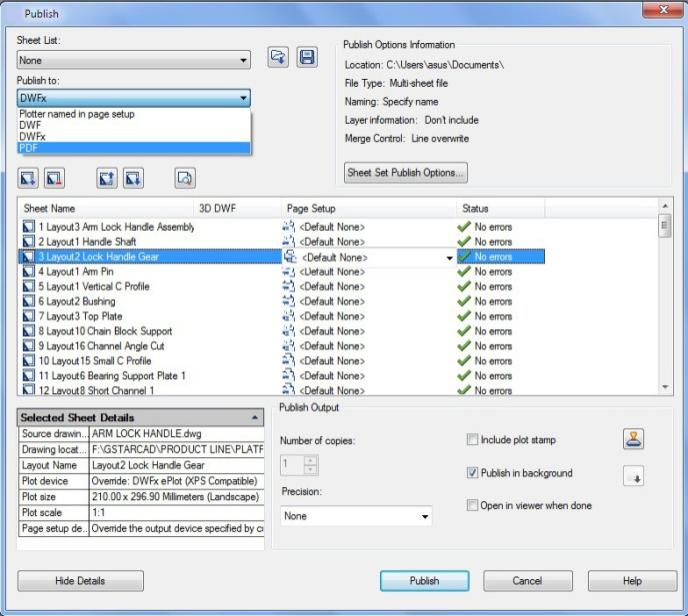 Publish
Sheet List:
None
Publish to:
DWFx
Plotter named in page setup
DWF
DWFx
PDF
Publish Options Information
Location: C:\Users\asus\Documents\
File Type: Multi-sheet file
Naming: Specify name
Layer information: Don't include
Merge Control: Line overwrite
Sheet Set Publish Options...
Sheet Name 3D DWF Page Setup Status
1 Layout3 Arm Lock Handle Assembly <Default None> No errors
2 Layout1 Handle Shaft <Default None> No errors
3 Layout2 Lock Handle Gear <Default None> No errors
4 Layout1 Arm Pin <Default None> No errors
5 Layout1 Vertical C Profile <Default None> No errors
6 Layout2 Bushing <Default None> No errors
7 Layout3 Top Plate <Default None> No errors
8 Layout10 Chain Block Support <Default None> No errors
9 Layout16 Channel Angle Cut <Default None> No errors
10 Layout15 Small C Profile <Default None> No errors
11 Layout6 Bearing Support Plate 1 <Default None> No errors
12 Layout8 Short Channel 1 <Default None> No errors
Selected Sheet Details
Source drawin... ARM LOCK HANDLE.dwg
Drawing locat... F:\GSTARCAD\PRODUCT LINE\PLATF
Layout Name Layout2 Lock Handle Gear
Plot device Override: DWFx ePlot (XPS Compatible)
Plot size 210.00 x 296.90 Millimeters (Landscape)
Plot scale 1:1
Page setup de... Override the output device specified by cu
Publish Output
Number of copies:
1
Precision:
None
Include plot stamp
Publish in background
Open in viewer when done
Hide Details
Publish
Cancel
Help